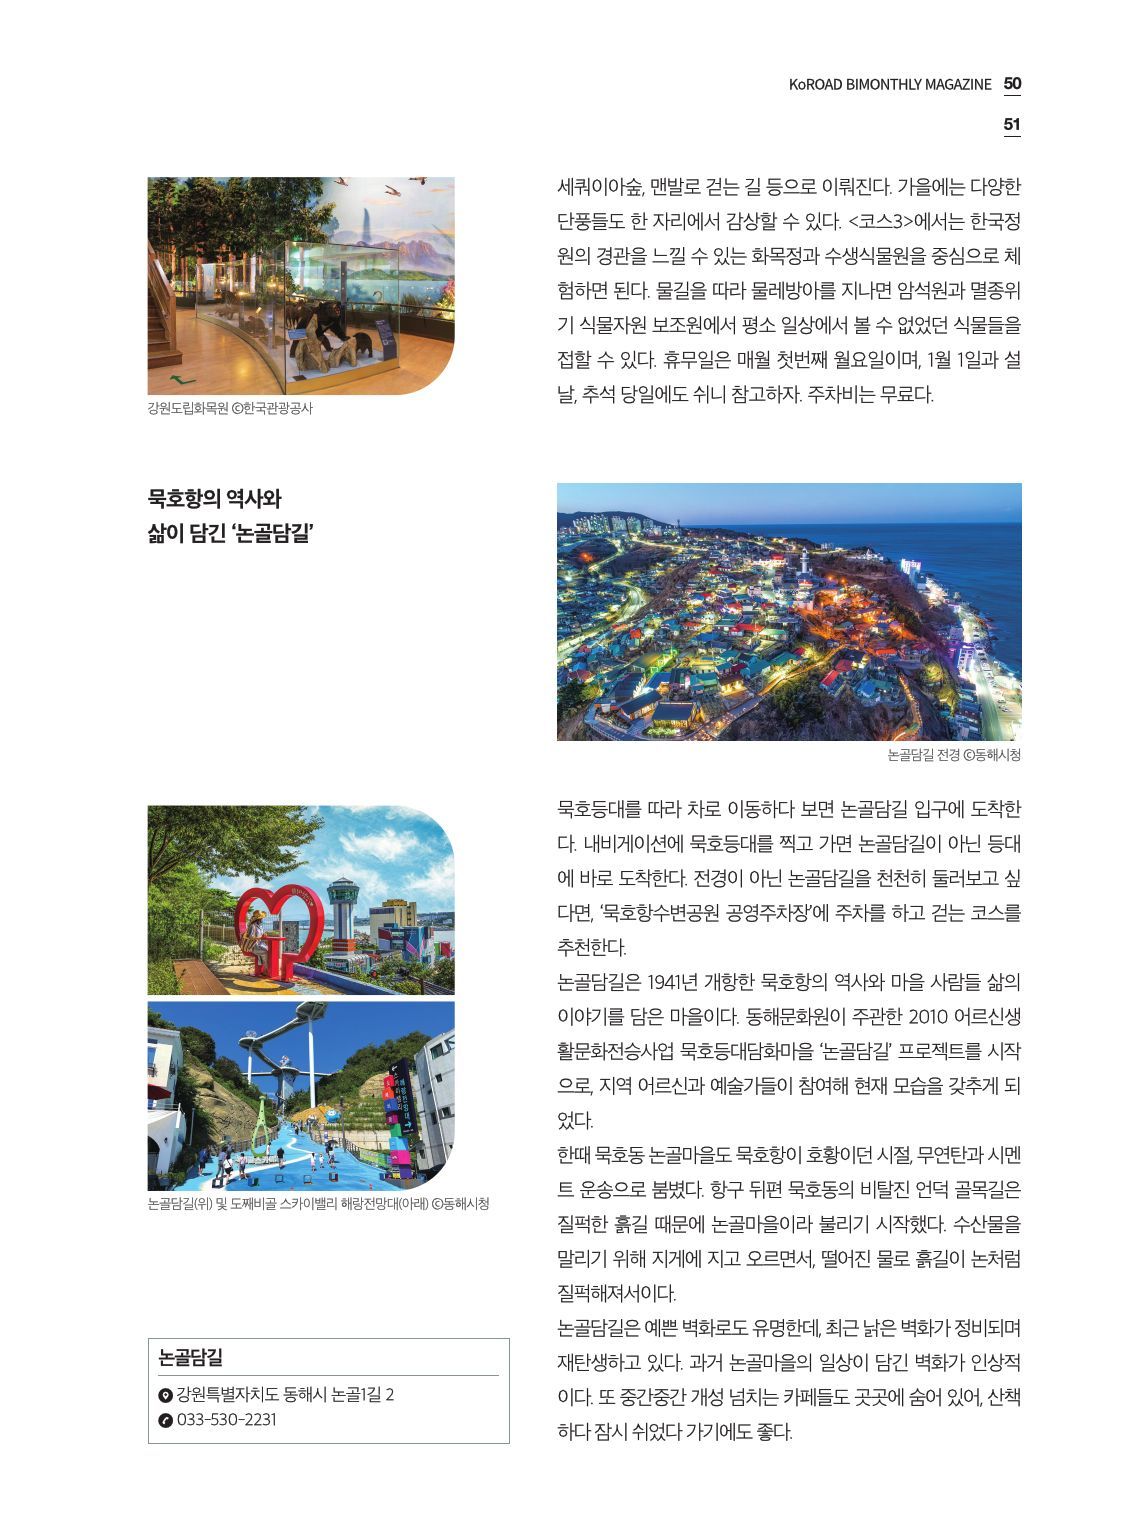 KoROAD BIMONTHLY MAGAZINE 50
51
세쿼이아숲, 맨발로 걷는 길 등으로 이뤄진다. 가을에는 다양한
단풍들도 한 자리에서 감상할 수 있다. <코스3>에서는 한국정
원의 경관을 느낄 수 있는 화목정과 수생식물원을 중심으로 체
험하면 된다. 물길을 따라 물레방아를 지나면 암석원과 멸종위
기 식물자원 보조원에서 평소 일상에서 볼 수 없었던 식물들을
접할 수 있다. 휴무일은 매월 첫번째 월요일이며, 1월 1일과 설
날, 추석 당일에도 쉬니 참고하자. 주차비는 무료다.
강원도립화목원 ©한국관광공사
묵호항의 역사와
삶이 담긴 ‘논골담길’
논골담길 전경 ©동해시청
묵호등대를 따라 차로 이동하다 보면 논골담길 입구에 도착한
다. 내비게이션에 묵호등대를 찍고 가면 논골담길이 아닌 등대
에 바로 도착한다. 전경이 아닌 논골담길을 천천히 둘러보고 싶
다면, ‘묵호항수변공원 공영주차장’에 주차를 하고 걷는 코스를
추천한다.
논골담길은 1941년 개항한 묵호항의 역사와 마을 사람들 삶의
이야기를 담은 마을이다. 동해문화원이 주관한 2010 어르신생
활문화전승사업 묵호등대담화마을 ‘논골담길’ 프로젝트를 시작
으로, 지역 어르신과 예술가들이 참여해 현재 모습을 갖추게 되
었다.
한때 묵호동 논골마을도 묵호항이 호황이던 시절, 무연탄과 시멘
트 운송으로 붐볐다. 항구 뒤편 묵호동의 비탈진 언덕 골목길은
질퍽한 흙길 때문에 논골마을이라 불리기 시작했다. 수산물을
말리기 위해 지게에 지고 오르면서, 떨어진 물로 흙길이 논처럼
질퍽해져서이다.
논골담길은 예쁜 벽화로도 유명한데, 최근 낡은 벽화가 정비되며
재탄생하고 있다. 과거 논골마을의 일상이 담긴 벽화가 인상적
이다. 또 중간중간 개성 넘치는 카페들도 곳곳에 숨어 있어, 산책
하다 잠시 쉬었다 가기에도 좋다.
해랑전망대
스카이밸리
논골담길(위) 및 도째비골 스카이밸리 해랑전망대(아래) ©동해시청
논골담길
강원특별자치도 동해시 논골1길 2
033-530-2231